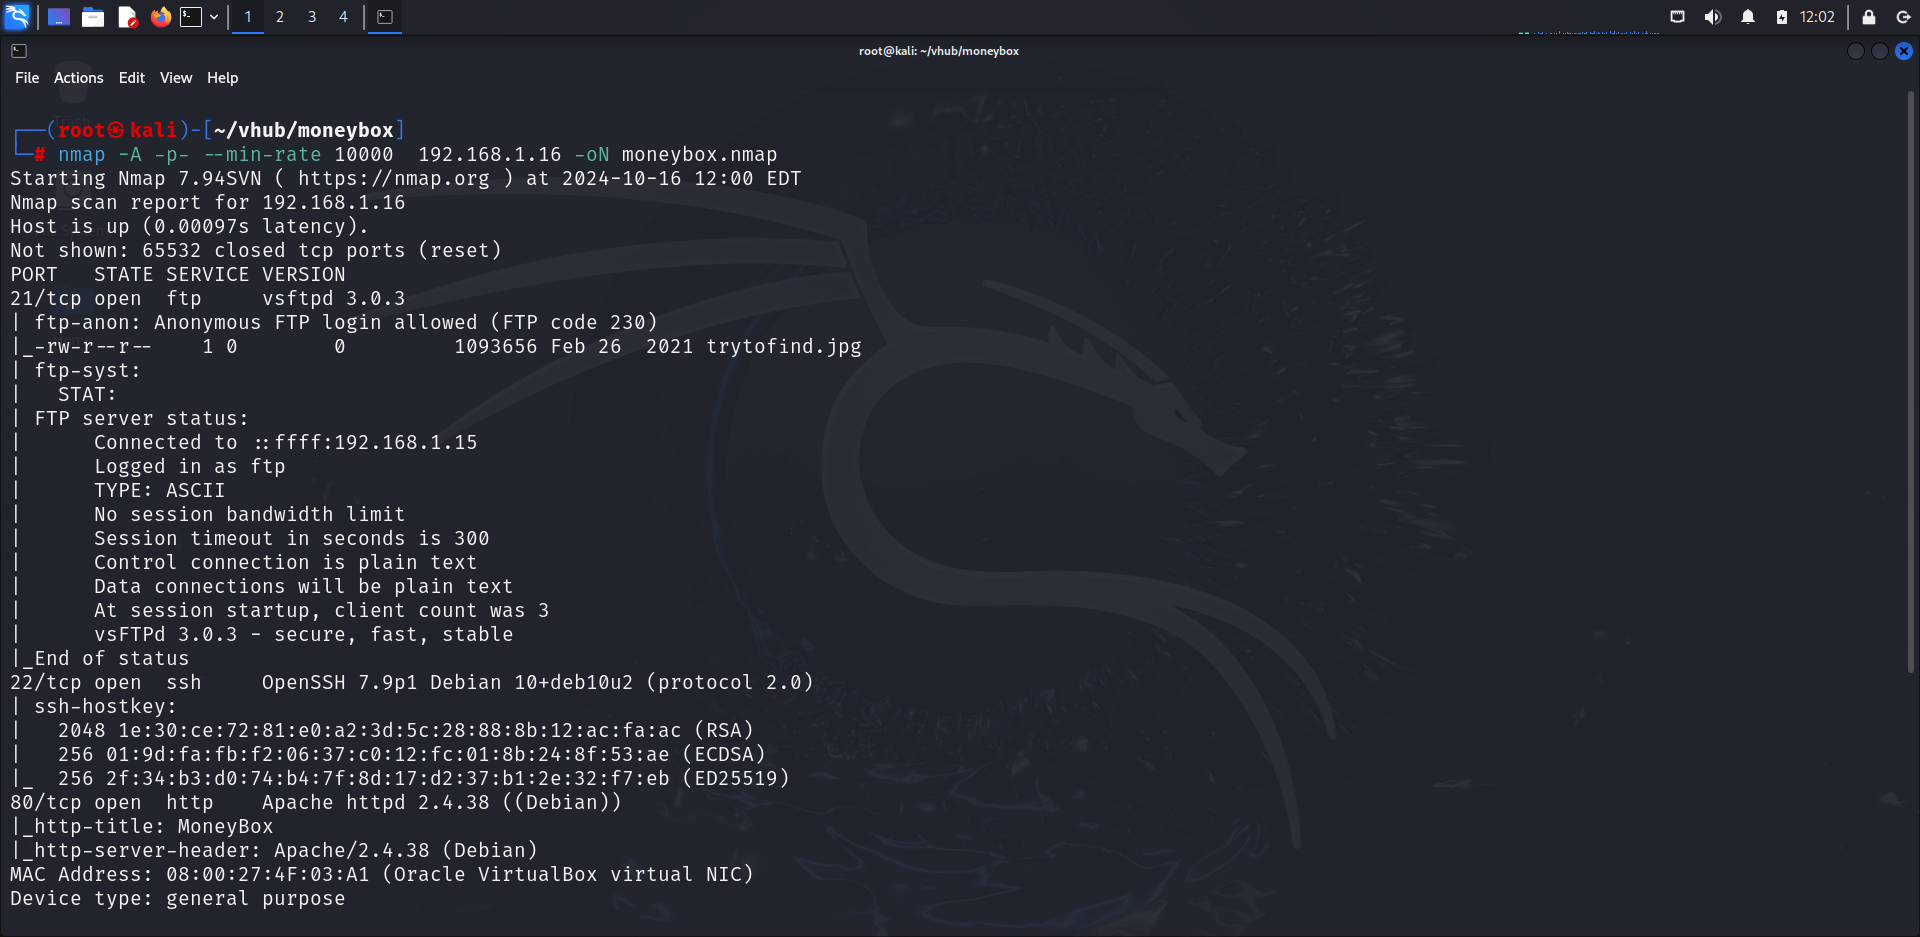 1 2 3 4 12:02
root@kali: ~/vhub/moneybox
File Actions Edit View Help
┌──(root㉿kali)-[~/vhub/moneybox]
└─# nmap -A -p- --min-rate 10000  192.168.1.16 -oN moneybox.nmap
Starting Nmap 7.94SVN ( https://nmap.org ) at 2024-10-16 12:00 EDT
Nmap scan report for 192.168.1.16
Host is up (0.00097s latency).
Not shown: 65532 closed tcp ports (reset)
PORT   STATE SERVICE VERSION
21/tcp open  ftp     vsftpd 3.0.3
| ftp-anon: Anonymous FTP login allowed (FTP code 230)
|_-rw-r--r--    1 0        0         1093656 Feb 26  2021 trytofind.jpg
| ftp-syst:
|   STAT:
| FTP server status:
|      Connected to ::ffff:192.168.1.15
|      Logged in as ftp
|      TYPE: ASCII
|      No session bandwidth limit
|      Session timeout in seconds is 300
|      Control connection is plain text
|      Data connections will be plain text
|      At session startup, client count was 3
|      vsFTPd 3.0.3 - secure, fast, stable
|_End of status
22/tcp open  ssh     OpenSSH 7.9p1 Debian 10+deb10u2 (protocol 2.0)
| ssh-hostkey:
|   2048 1e:30:ce:72:81:e0:a2:3d:5c:28:88:8b:12:ac:fa:ac (RSA)
|   256 01:9d:fa:fb:f2:06:37:c0:12:fc:01:8b:24:8f:53:ae (ECDSA)
|_  256 2f:34:b3:d0:74:b4:7f:8d:17:d2:37:b1:2e:32:f7:eb (ED25519)
80/tcp open  http    Apache httpd 2.4.38 ((Debian))
|_http-title: MoneyBox
|_http-server-header: Apache/2.4.38 (Debian)
MAC Address: 08:00:27:4F:03:A1 (Oracle VirtualBox virtual NIC)
Device type: general purpose